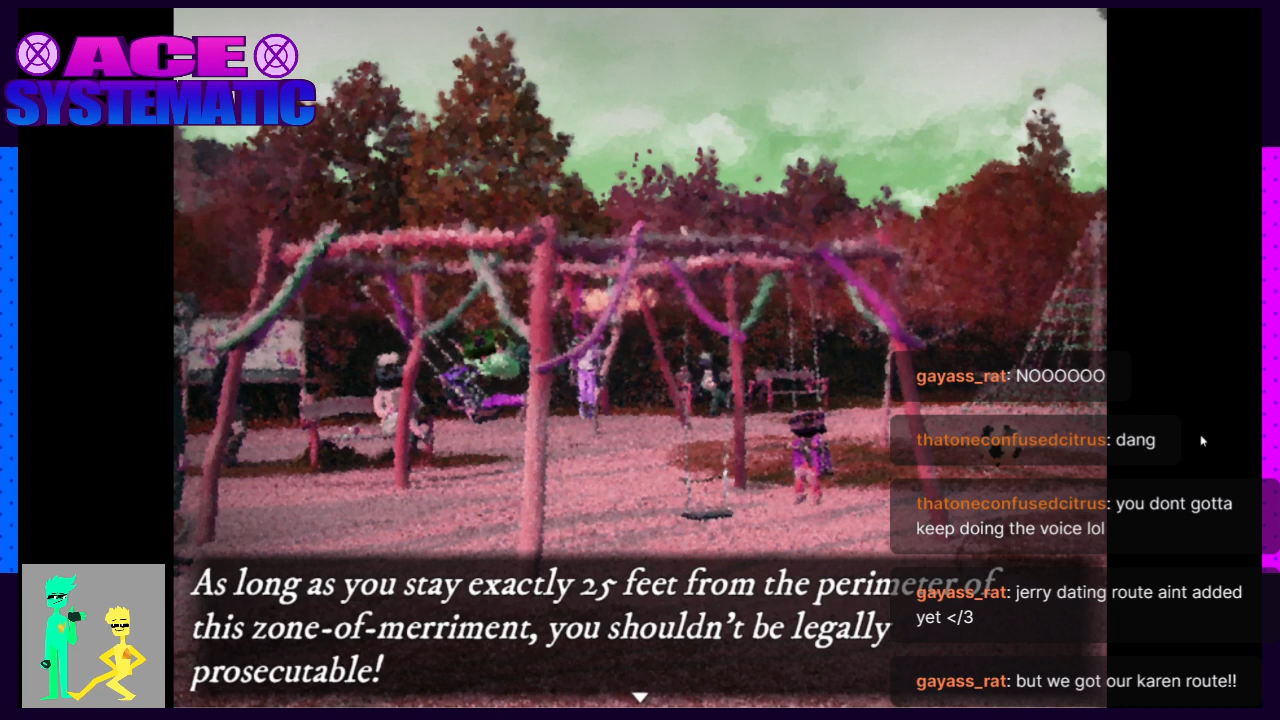 ACE
SYSTEMATIC
gayass_rat: NOOOOOO
thatoneconfusedcitrus: dang
thatoneconfusedcitrus: you dont gotta
keep doing the voice lol
gayass_rat: jerry dating route aint added
yet </3
gayass_rat: but we got our karen route!!
As long as you stay exactly 25 feet from the perimeter of
this zone-of-merriment, you shouldn't be legally
prosecutable!